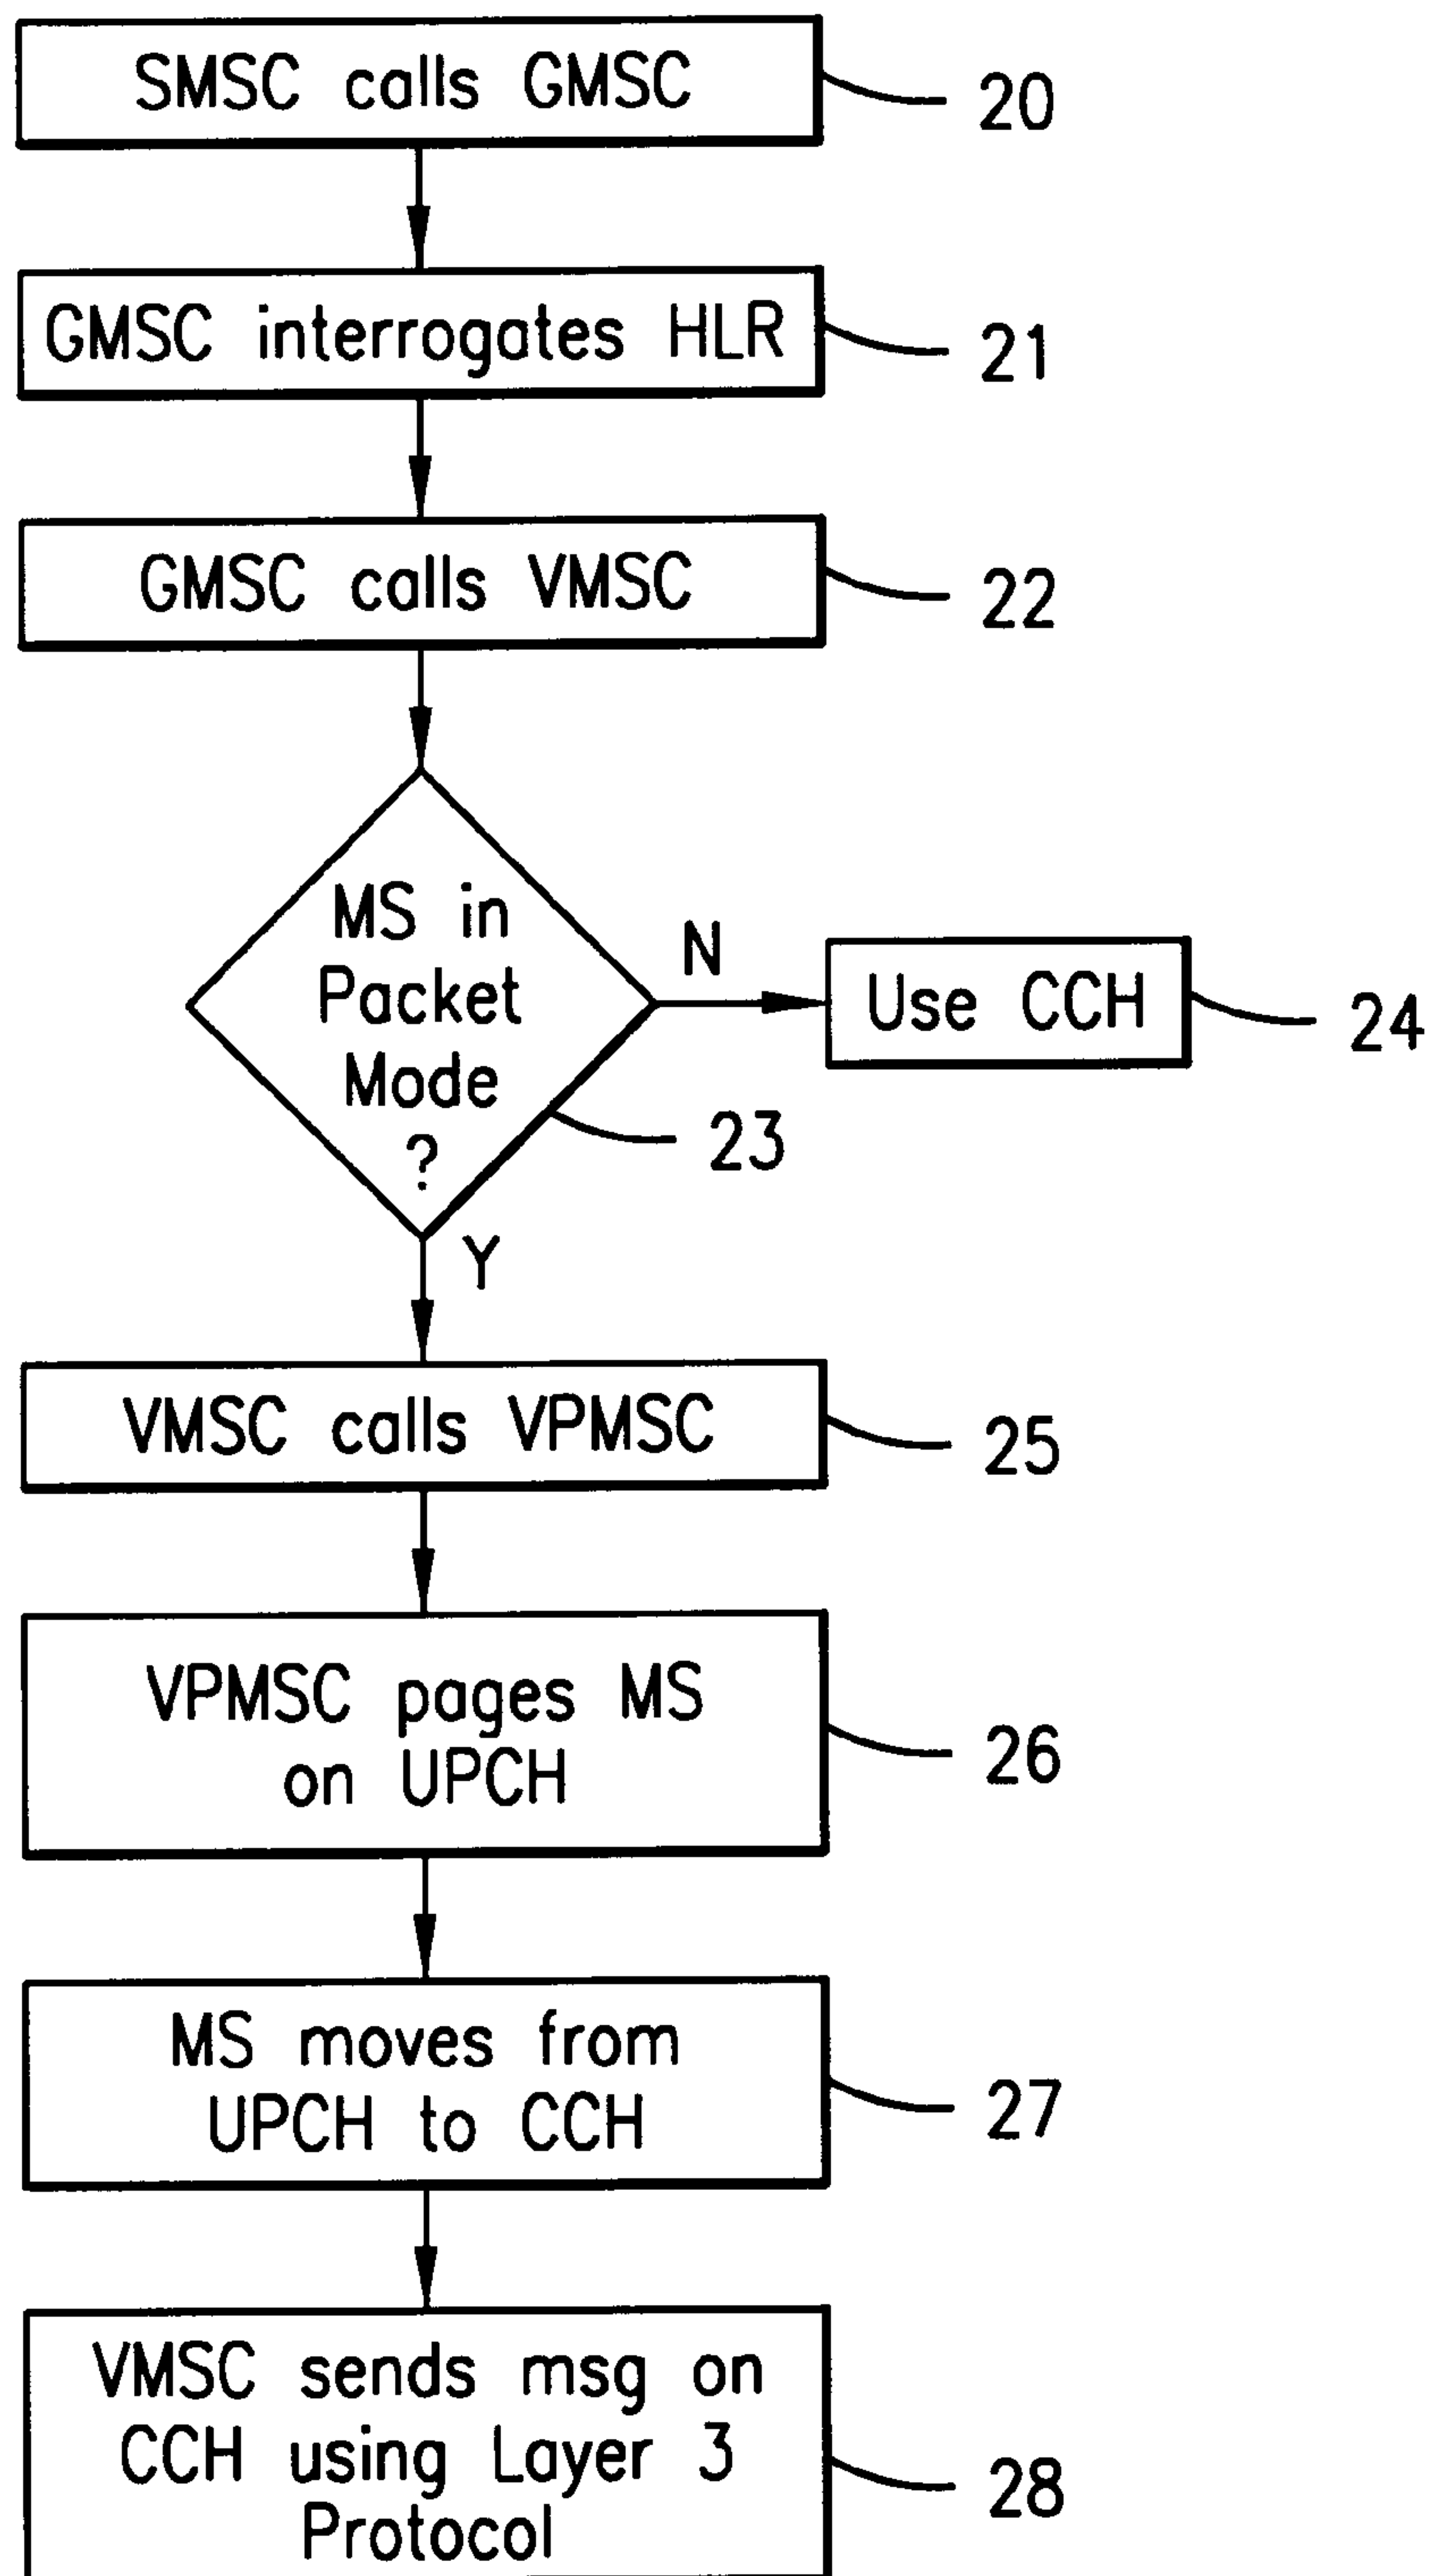 SMSC calls GMSC
20
GMSC interrogates HLR
21
GMSC calls VMSC
22
MS in
Packet
Mode
?
23
N
Use CCH
24
Y
VMSC calls VPMSC
25
VPMSC pages MS
on UPCH
26
MS moves from
UPCH to CCH
27
VMSC sends msg on
CCH using Layer 3
Protocol
28